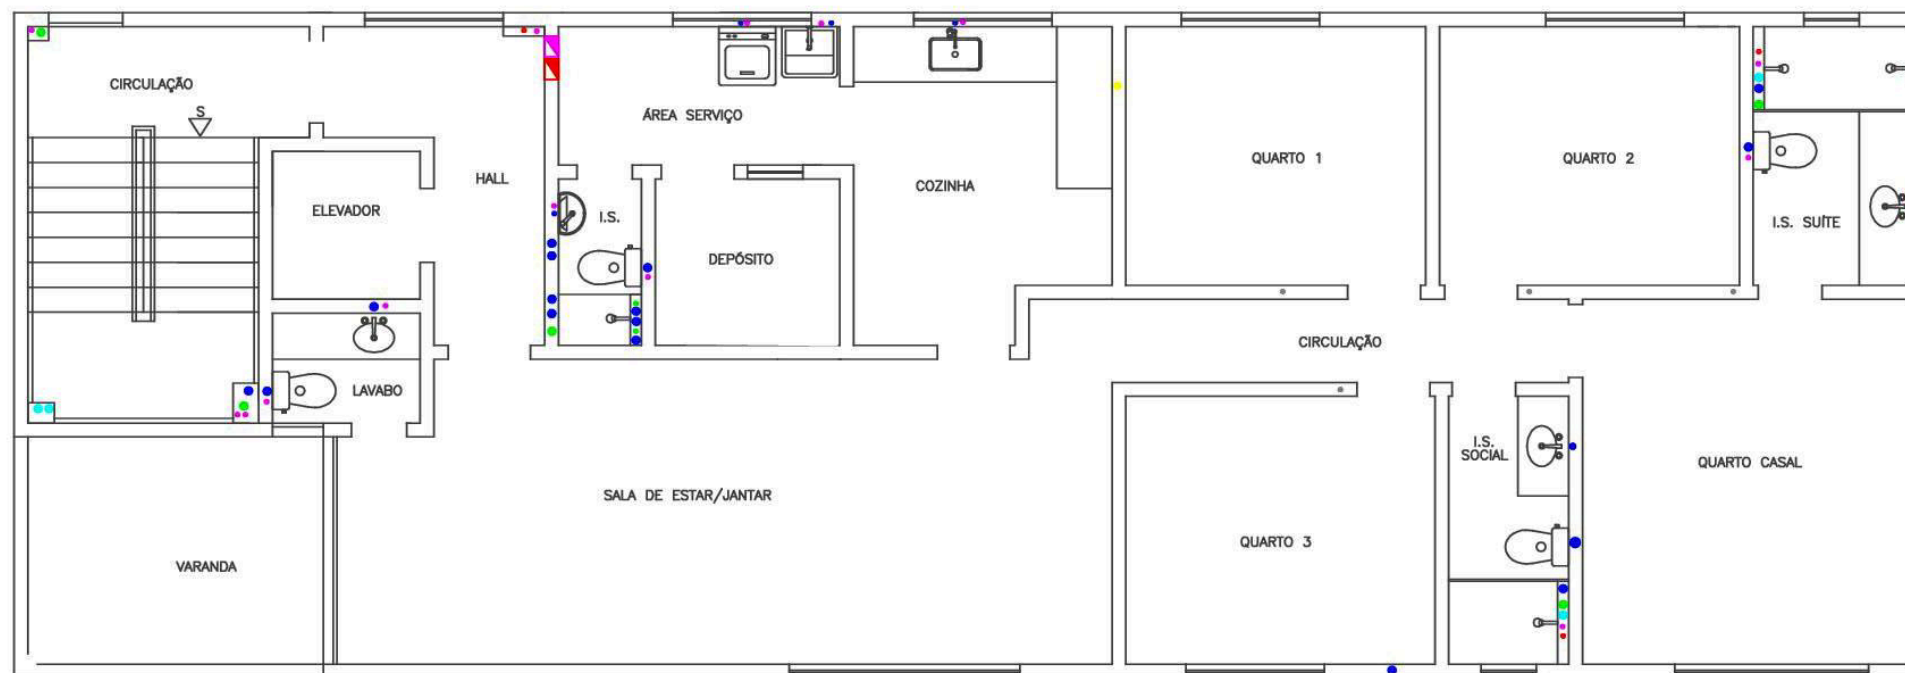 CIRCULAÇÃO
S
ÁREA SERVIÇO
QUARTO 1
QUARTO 2
HALL
COZINHA
ELEVADOR
I.S.
I.S. SUÍTE
DEPÓSITO
CIRCULAÇÃO
LAVABO
I.S.
SOCIAL
QUARTO CASAL
SALA DE ESTAR/JANTAR
QUARTO 3
VARANDA